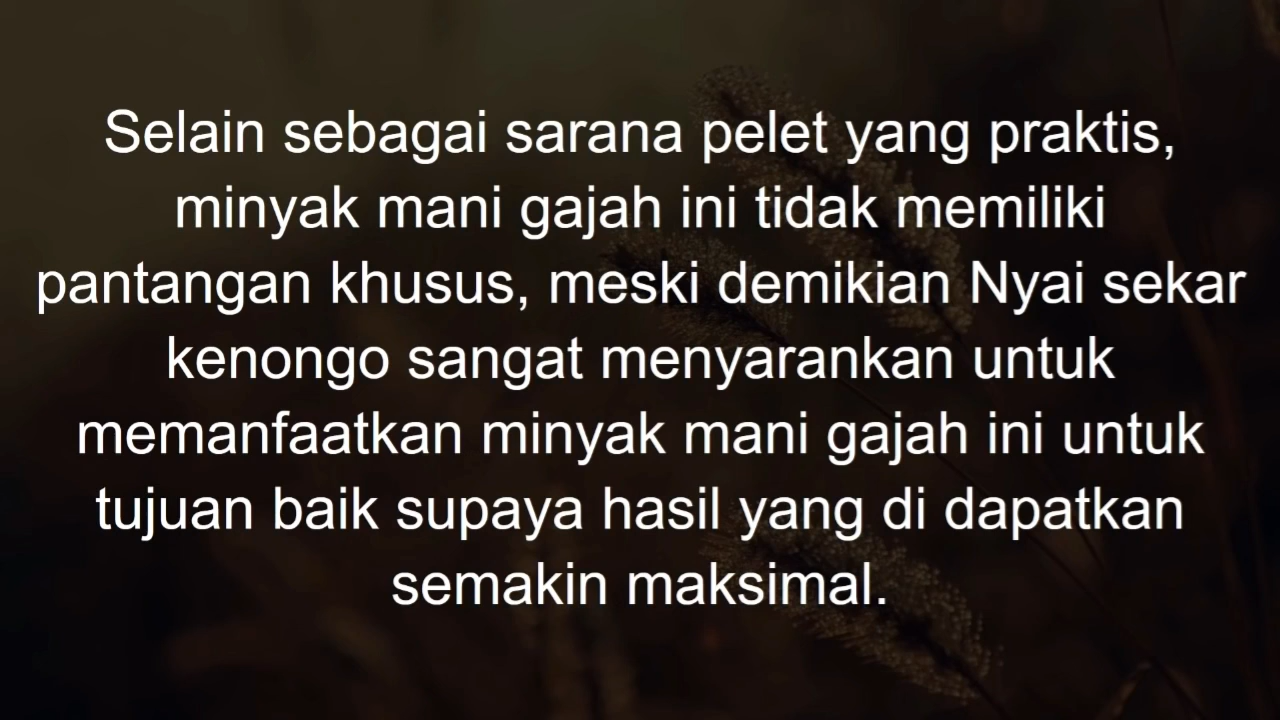 Selain sebagai sarana pelet yang praktis,
minyak mani gajah ini tidak memiliki
pantangan khusus, meski demikian Nyai sekar
kenongo sangat menyarankan untuk
memanfaatkan minyak mani gajah ini untuk
tujuan baik supaya hasil yang di dapatkan
semakin maksimal.